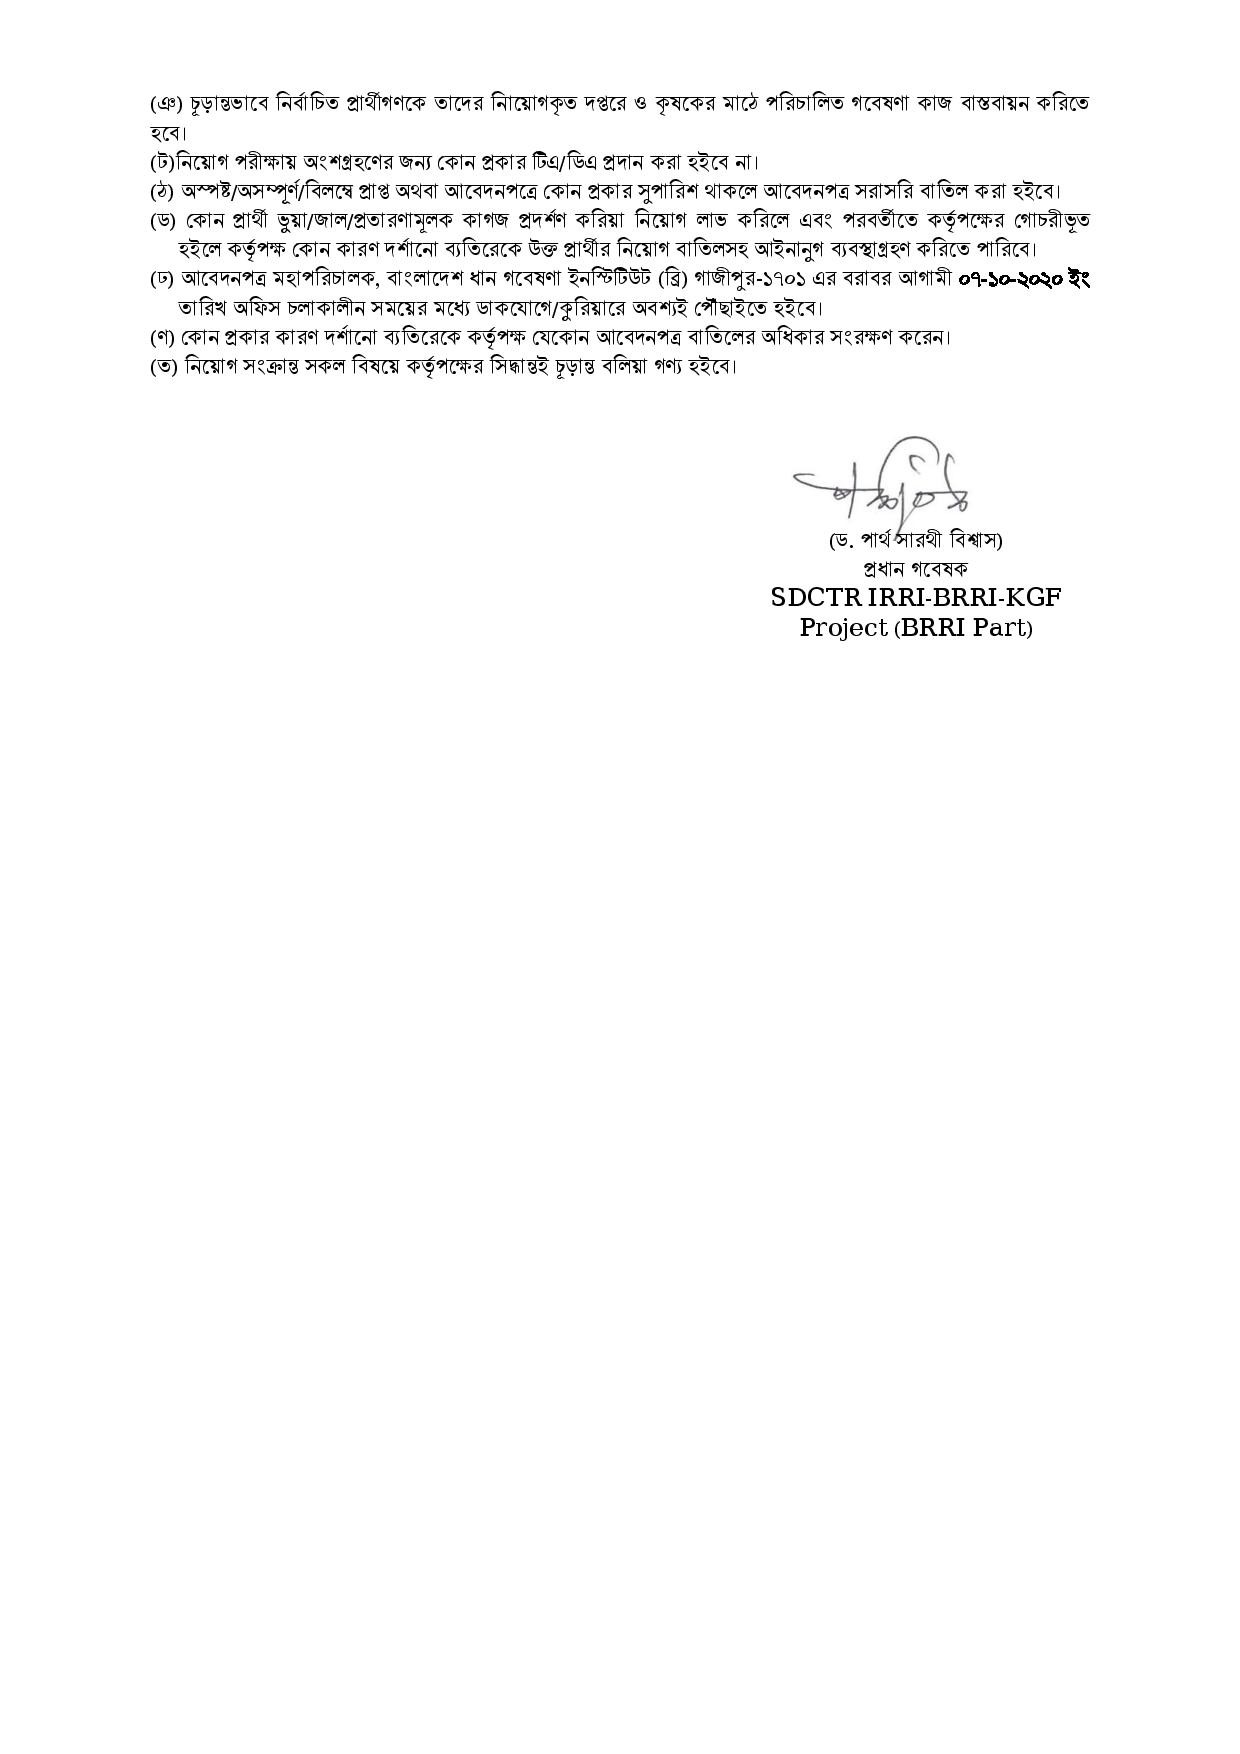 (ঞ) চূড়ান্তভাবে নির্বাচিত প্রার্থীগণকে তাদের নিায়োগকৃত দপ্তরে ও কৃষকের মাঠে পরিচালিত গবেষণা কাজ বাস্তবায়ন করিতে
হবে।
(ট)নিয়োগ পরীক্ষায় অংশগ্রহণের জন্য কোন প্রকার টিএ/ডিএ প্রদান করা হইবে না।
(ঠ) অস্পষ্ট/অসম্পূর্ণ/বিলম্বে প্রাপ্ত অথবা আবেদনপত্রে কোন প্রকার সুপারিশ থাকলে আবেদনপত্র সরাসরি বাতিল করা হইবে।
(ড) কোন প্রার্থী ভুয়া/জাল/প্রতারণামূলক কাগজ প্রদর্শণ করিয়া নিয়োগ লাভ করিলে এবং পরবর্তীতে কর্তৃপক্ষের গোচরীভূত
হইলে কর্তৃপক্ষ কোন কারণ দর্শানো ব্যতিরেকে উক্ত প্রার্থীর নিয়োগ বাতিলসহ আইনানুগ ব্যবস্থাগ্রহণ করিতে পারিবে।
(ঢ) আবেদনপত্র মহাপরিচালক, বাংলাদেশ ধান গবেষণা ইনস্টিটিউট (ব্রি) গাজীপুর-১৭০১ এর বরাবর আগামী ০৭-১০-২০২০ ইং
তারিখ অফিস চলাকালীন সময়ের মধ্যে ডাকযোগে/কুরিয়ারে অবশ্যই পৌঁছাইতে হইবে।
(ণ) কোন প্রকার কারণ দর্শানো ব্যতিরেকে কর্তৃপক্ষ যেকোন আবেদনপত্র বাতিলের অধিকার সংরক্ষণ করেন।
(ত) নিয়োগ সংক্রান্ত সকল বিষয়ে কর্তৃপক্ষের সিদ্ধান্তই চূড়ান্ত বলিয়া গণ্য হইবে।
(ড. পার্থ সারথী বিশ্বাস)
প্রধান গবেষক
SDCTR IRRI-BRRI-KGF
Project (BRRI Part)